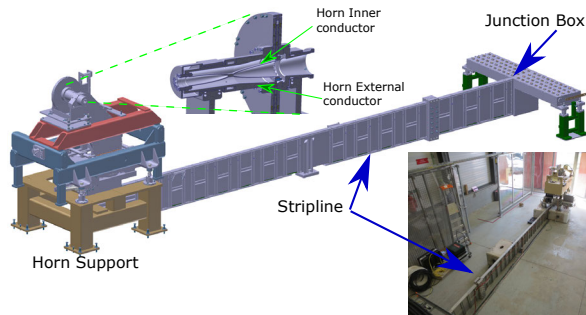 Horn Inner
conductor
Junction Box
Horn External
conductor
Stripline
Horn Support